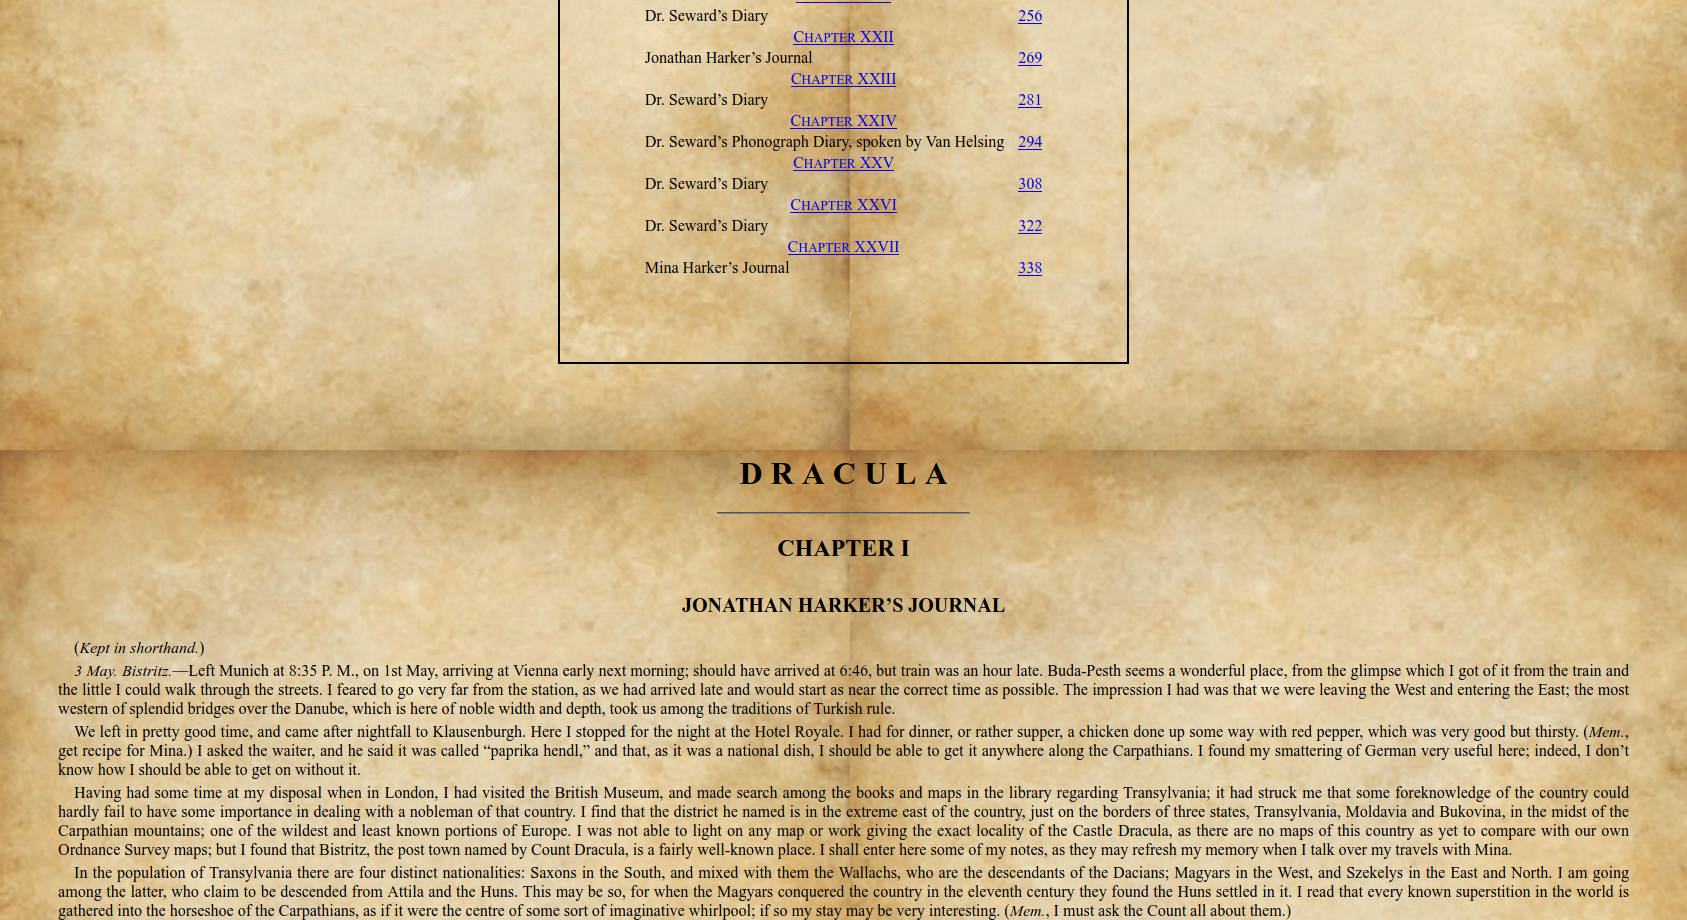 Dr. Seward’s Diary 256
CHAPTER XXII
Jonathan Harker’s Journal 269
CHAPTER XXIII
Dr. Seward’s Diary 281
CHAPTER XXIV
Dr. Seward’s Phonograph Diary, spoken by Van Helsing 294
CHAPTER XXV
Dr. Seward’s Diary 308
CHAPTER XXVI
Dr. Seward’s Diary 322
CHAPTER XXVII
Mina Harker’s Journal 338
DRACULA
CHAPTER I
JONATHAN HARKER’S JOURNAL
(Kept in shorthand.)
3 May. Bistritz.—Left Munich at 8:35 P. M., on 1st May, arriving at Vienna early next morning; should have arrived at 6:46, but train was an hour late. Buda-Pesth seems a wonderful place, from the glimpse which I got of it from the train and
the little I could walk through the streets. I feared to go very far from the station, as we had arrived late and would start as near the correct time as possible. The impression I had was that we were leaving the West and entering the East; the most
western of splendid bridges over the Danube, which is here of noble width and depth, took us among the traditions of Turkish rule.
We left in pretty good time, and came after nightfall to Klausenburgh. Here I stopped for the night at the Hotel Royale. I had for dinner, or rather supper, a chicken done up some way with red pepper, which was very good but thirsty. (Mem.,
get recipe for Mina.) I asked the waiter, and he said it was called “paprika hendl,” and that, as it was a national dish, I should be able to get it anywhere along the Carpathians. I found my smattering of German very useful here; indeed, I don’t
know how I should be able to get on without it.
Having had some time at my disposal when in London, I had visited the British Museum, and made search among the books and maps in the library regarding Transylvania; it had struck me that some foreknowledge of the country could
hardly fail to have some importance in dealing with a nobleman of that country. I find that the district he named is in the extreme east of the country, just on the borders of three states, Transylvania, Moldavia and Bukovina, in the midst of the
Carpathian mountains; one of the wildest and least known portions of Europe. I was not able to light on any map or work giving the exact locality of the Castle Dracula, as there are no maps of this country as yet to compare with our own
Ordnance Survey maps; but I found that Bistritz, the post town named by Count Dracula, is a fairly well-known place. I shall enter here some of my notes, as they may refresh my memory when I talk over my travels with Mina.
In the population of Transylvania there are four distinct nationalities: Saxons in the South, and mixed with them the Wallachs, who are the descendants of the Dacians; Magyars in the West, and Szekelys in the East and North. I am going
among the latter, who claim to be descended from Attila and the Huns. This may be so, for when the Magyars conquered the country in the eleventh century they found the Huns settled in it. I read that every known superstition in the world is
gathered into the horseshoe of the Carpathians, as if it were the centre of some sort of imaginative whirlpool; if so my stay may be very interesting. (Mem., I must ask the Count all about them.)